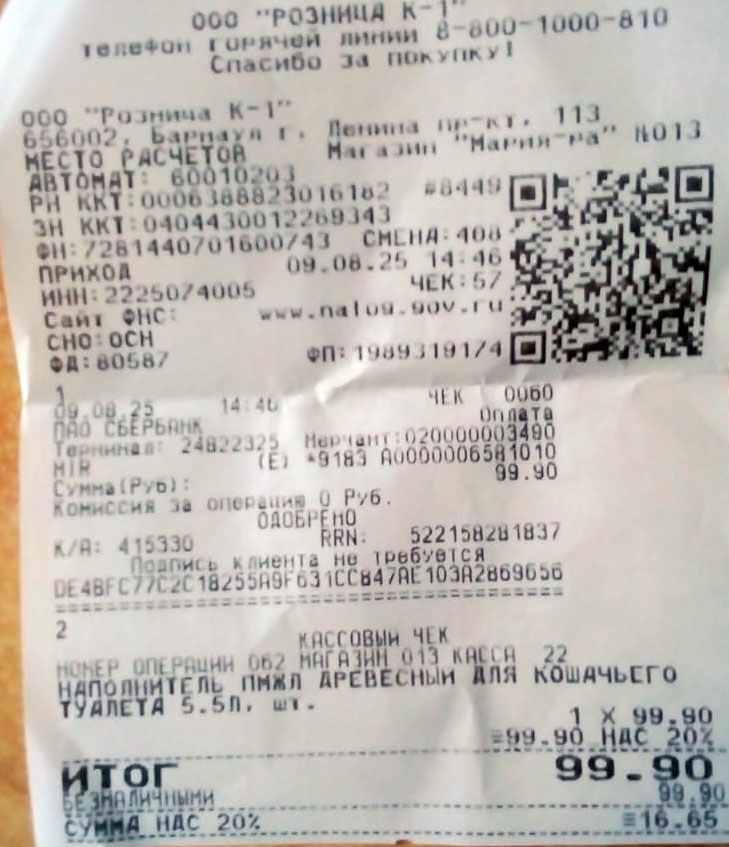 ООО "РОЗНИЦА К-1"
телефон горячей линии 8-800-1000-810
Спасибо за покупку!
ООО "Розница К-1"
656002, Барнаул г, Ленина пр-кт, 113
МЕСТО РАСЧЕТОВ Магазин "Мария-ра" №013
АВТОМАТ: 60010203
РН ККТ:0006388823016182 #8449
ЗН ККТ:0404430012269343
ФН:7281440701600743 СМЕНА:408
ПРИХОД 09.08.25 14:46
ИНН:2225074005 ЧЕК:57
Сайт ФНС: www.nalog.gov.ru
СНО:ОСН
ФД:80587 ФП:1989319174
1
09.08.25 14:46 ЧЕК 0060
ПАО СБЕРБАНК Оплата
Терминал: 24822325 Мерчант:020000003490
MIR (E) *9183 A0000006581010
Сумма(Руб): 99.90
Комиссия за операцию 0 Руб.
ОДОБРЕНО
К/А: 415330 RRN: 522158281837
Подпись клиента не требуется
DE4BFC77C2C18255A9F631CC847AE103A2869656
==========================================
2
КАССОВЫЙ ЧЕК
НОМЕР ОПЕРАЦИИ 062 МАГАЗИН 013 КАССА 22
НАПОЛНИТЕЛЬ ПМЖЛ ДРЕВЕСНЫЙ ДЛЯ КОШАЧЬЕГО
ТУАЛЕТА 5.5Л, шт.
1 X 99.90
≡99.90 НДС 20%
ИТОГ 99.90
БЕЗНАЛИЧНЫМИ 99.90
СУММА НДС 20% ≡16.65